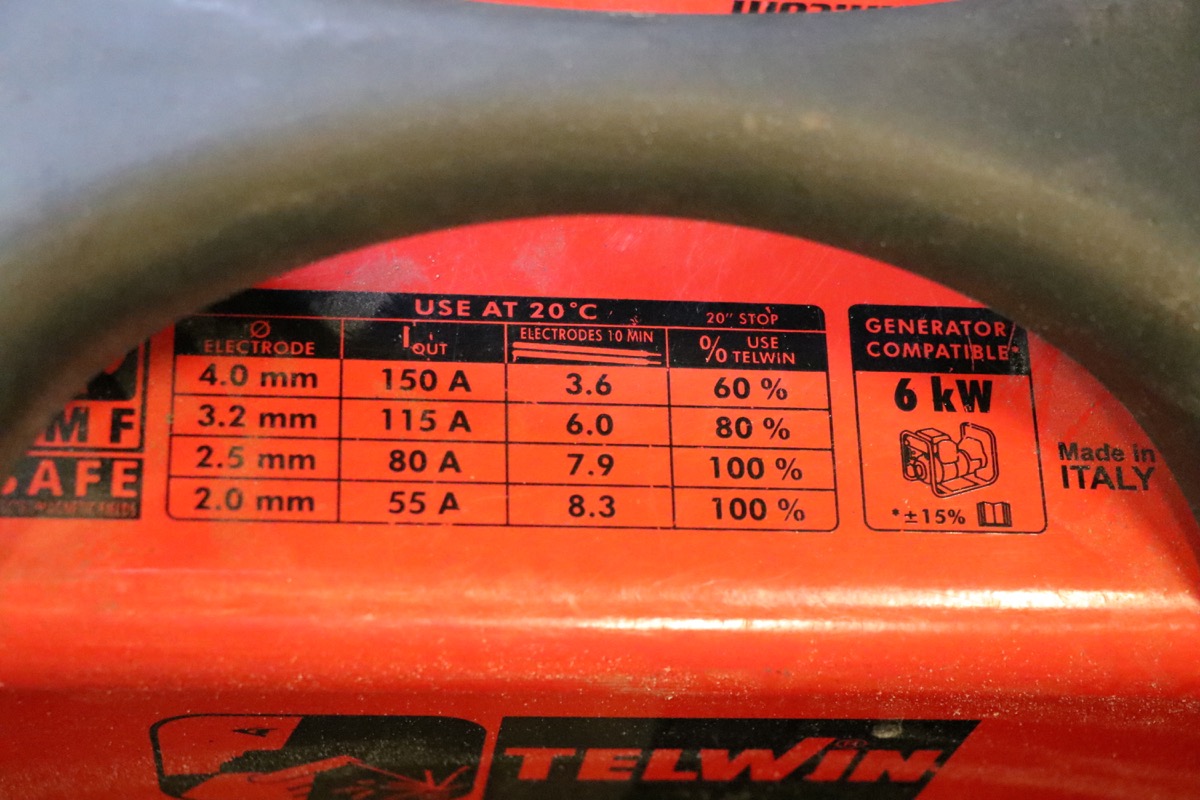 USE AT 20°C 20" STOP
Ø ELECTRODE I OUT ELECTRODES 10 MIN % USE TELWIN
4.0 mm 150 A 3.6 60 %
3.2 mm 115 A 6.0 80 %
2.5 mm 80 A 7.9 100 %
2.0 mm 55 A 8.3 100 %
GENERATOR
COMPATIBLE*
6 kW
* ±15%
Made in
ITALY
MF
AFE
TELWIN®